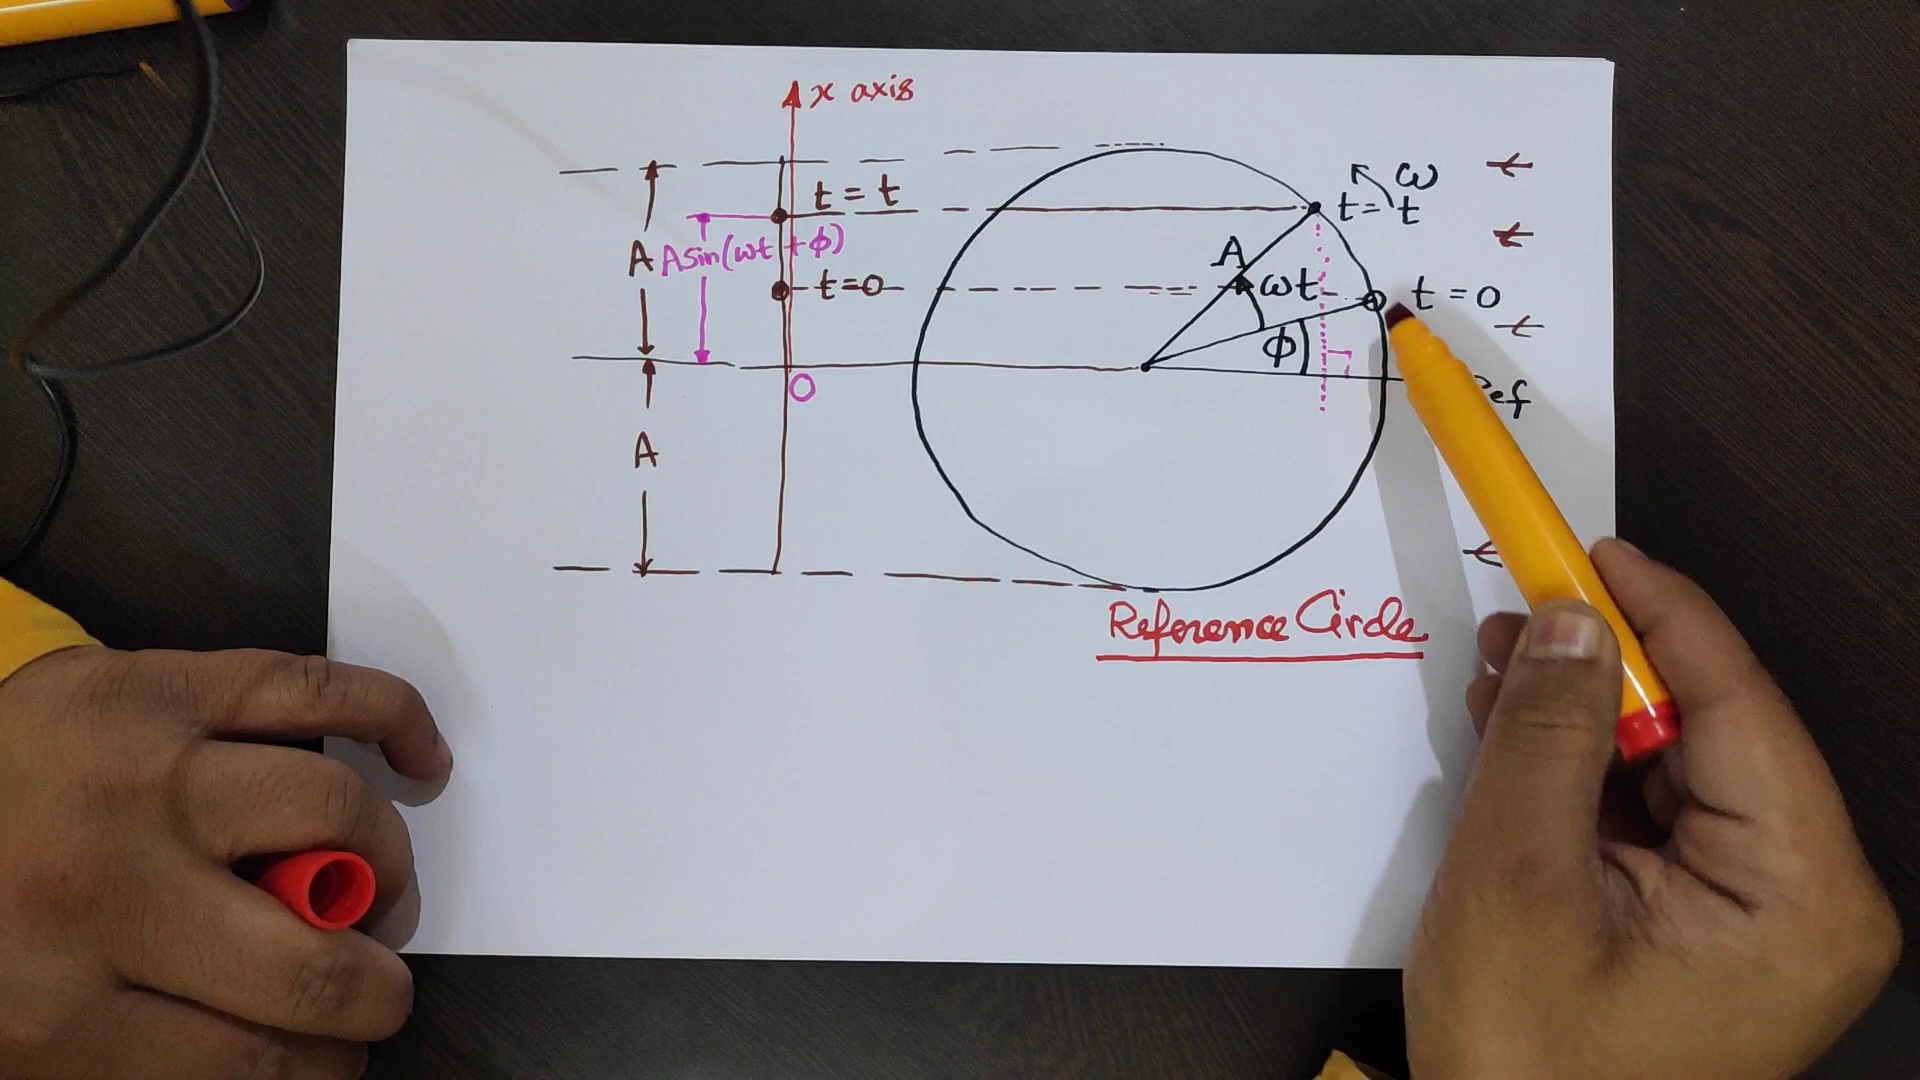 x axis
ω
t = t
t = t
A
A sin(ωt + φ)
A
ωt
t=0
t = 0
φ
O
A
Reference Circle